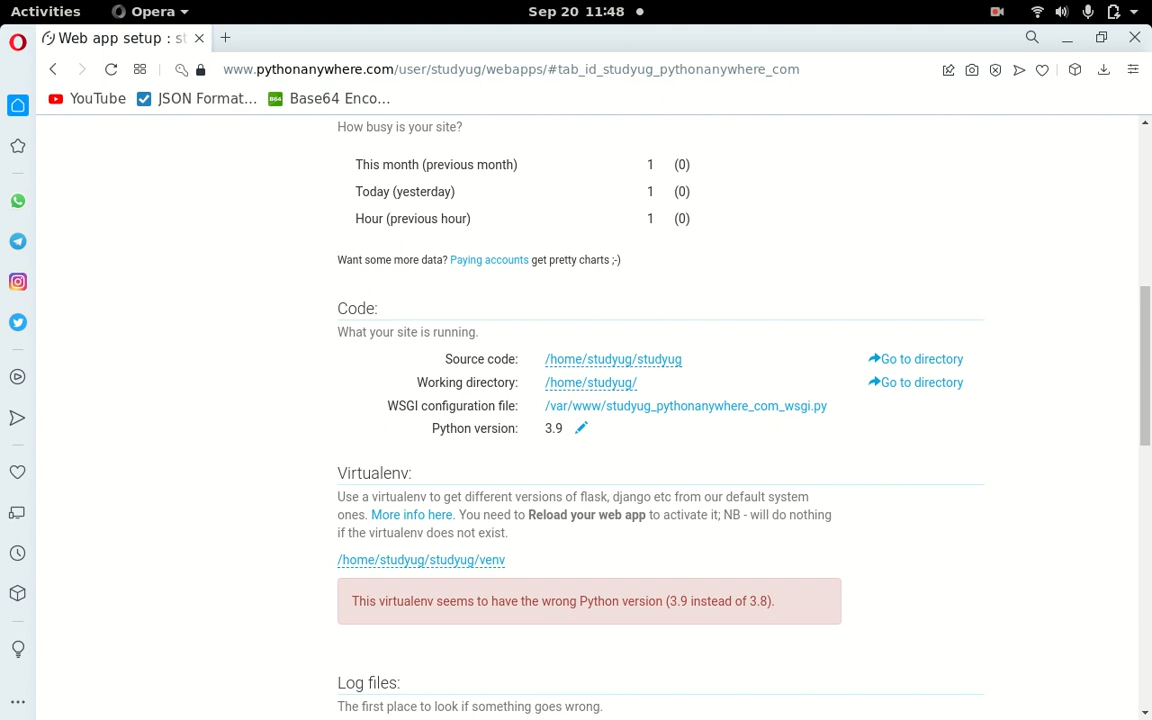 Activities
Opera
Sep 20 11:48
Web app setup : st
www.pythonanywhere.com/user/studyug/webapps/#tab_id_studyug_pythonanywhere_com
YouTube
JSON Format...
B64
Base64 Enco...
How busy is your site?
This month (previous month) 1 (0)
Today (yesterday) 1 (0)
Hour (previous hour) 1 (0)
Want some more data? Paying accounts get pretty charts ;-)
Code:
What your site is running.
Source code: /home/studyug/studyug Go to directory
Working directory: /home/studyug/ Go to directory
WSGI configuration file: /var/www/studyug_pythonanywhere_com_wsgi.py
Python version: 3.9
Virtualenv:
Use a virtualenv to get different versions of flask, django etc from our default system
ones. More info here. You need to Reload your web app to activate it; NB - will do nothing
if the virtualenv does not exist.
/home/studyug/studyug/venv
This virtualenv seems to have the wrong Python version (3.9 instead of 3.8).
Log files:
The first place to look if something goes wrong.